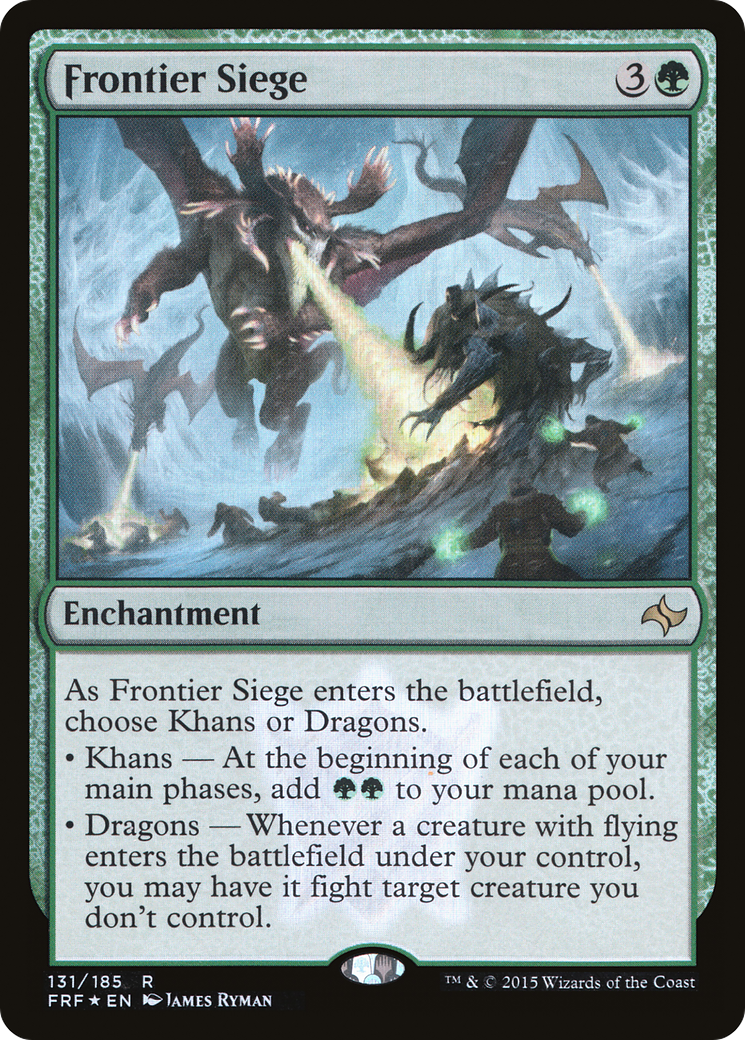 Frontier Siege 3
Enchantment
As Frontier Siege enters the battlefield,
choose Khans or Dragons.
• Khans — At the beginning of each of your
main phases, add to your mana pool.
• Dragons — Whenever a creature with flying
enters the battlefield under your control,
you may have it fight target creature you
don't control.
131/185 R
FRF ★ EN James Ryman
™ & © 2015 Wizards of the Coast